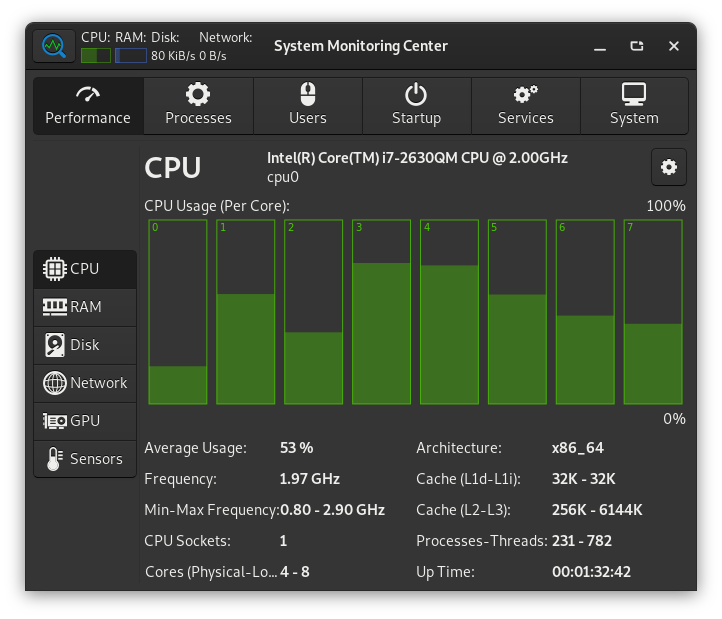 CPU: RAM: Disk: Network:
80 KiB/s 0 B/s
System Monitoring Center
Performance Processes Users Startup Services System
CPU
Intel(R) Core(TM) i7-2630QM CPU @ 2.00GHz
cpu0
CPU Usage (Per Core): 100%
0 1 2 3 4 5 6 7
0%
CPU
RAM
Disk
Network
GPU
Sensors
Average Usage: 53 % Architecture: x86_64
Frequency: 1.97 GHz Cache (L1d-L1i): 32K - 32K
Min-Max Frequency: 0.80 - 2.90 GHz Cache (L2-L3): 256K - 6144K
CPU Sockets: 1 Processes-Threads: 231 - 782
Cores (Physical-Lo... 4 - 8 Up Time: 00:01:32:42